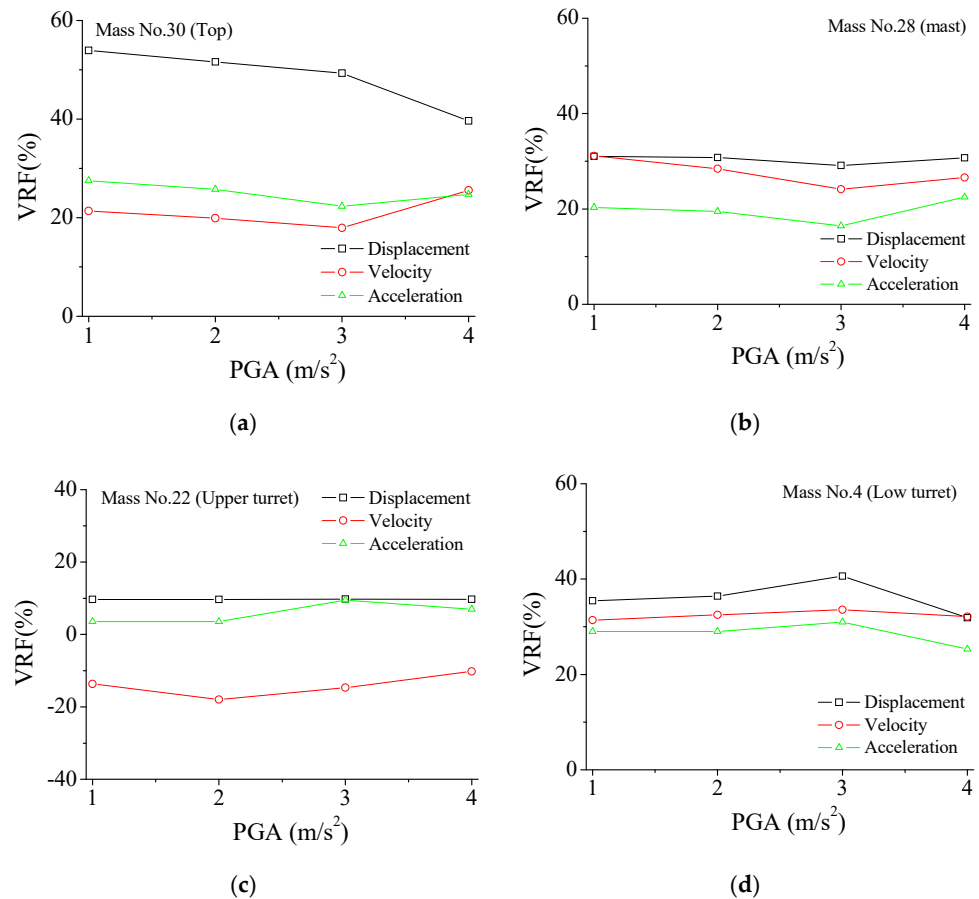 Mass No.30 (Top)
60
40
20
0
VRF(%)
Displacement
Velocity
Acceleration
1 2 3 4
PGA (m/s²)
(a)
Mass No.28 (mast)
60
40
20
0
VRF(%)
Displacement
Velocity
Acceleration
1 2 3 4
PGA (m/s²)
(b)
Mass No.22 (Upper turret)
40
20
0
-20
-40
VRF(%)
Displacement
Velocity
Acceleration
1 2 3 4
PGA (m/s²)
(c)
Mass No.4 (Low turret)
60
40
20
0
VRF(%)
Displacement
Velocity
Acceleration
1 2 3 4
PGA (m/s²)
(d)